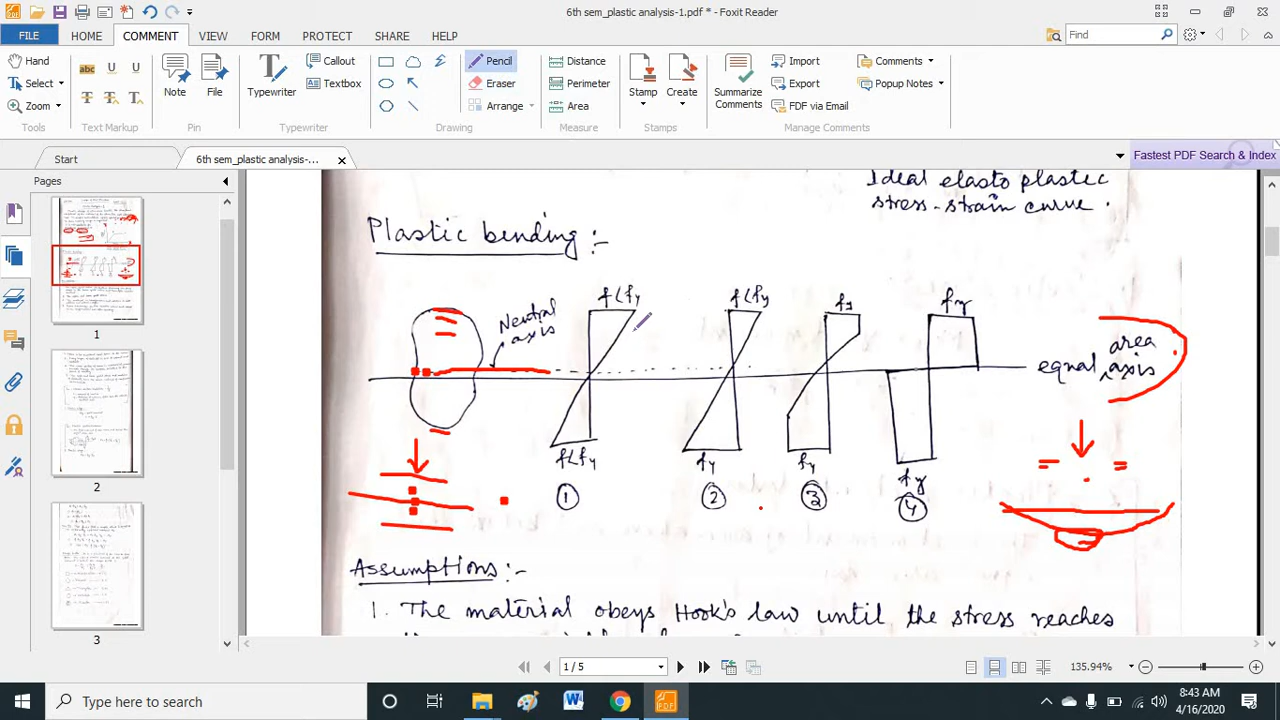 6th sem_plastic analysis-1.pdf * - Foxit Reader
FILE HOME COMMENT VIEW FORM PROTECT SHARE HELP
Find
Hand
Select
Zoom
Tools
abc U U
T T T
Text Markup
Note File
Pin
Typewriter
Callout
Textbox
Typewriter
Pencil
Eraser
Arrange
Drawing
Distance
Perimeter
Area
Measure
Stamp Create
Stamps
Summarize Comments
Import
Export
FDF via Email
Comments
Popup Notes
Manage Comments
Start
6th sem_plastic analysis-...
Fastest PDF Search & Index
Pages
1
2
3
Ideal elasto plastic
stress-strain curve.
Plastic bending :-
Neutral
axis
f<fy
f<fy
fy
fy
equal area axis
f<fy
fy
fy
fy
1
2
3
4
Assumptions :-
1. The material obeys Hook's law until the stress reaches
1 / 5
135.94%
Type here to search
8:43 AM
4/16/2020